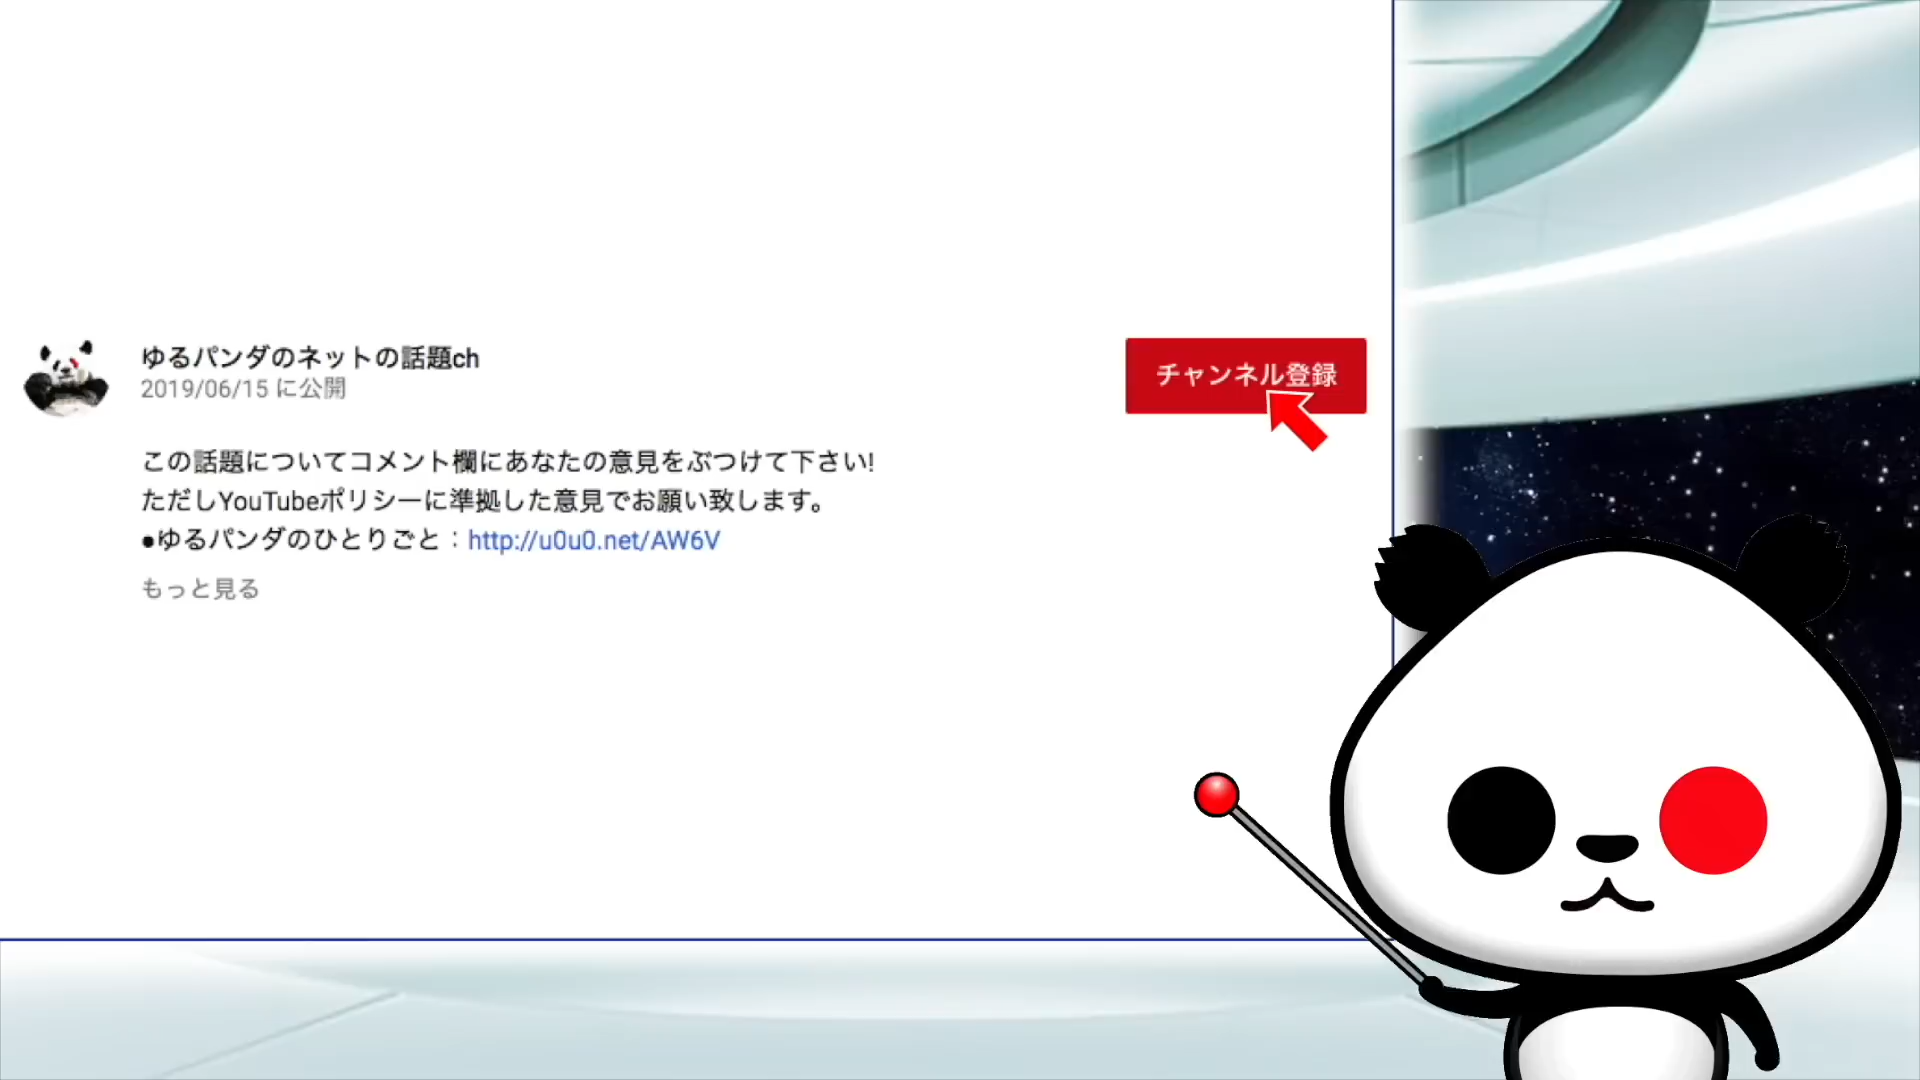 ゆるパンダのネットの話題ch
2019/06/15 に公開
チャンネル登録
この話題についてコメント欄にあなたの意見をぶつけて下さい!
ただしYouTubeポリシーに準拠した意見でお願い致します。
●ゆるパンダのひとりごと：http://u0u0.net/AW6V
もっと見る